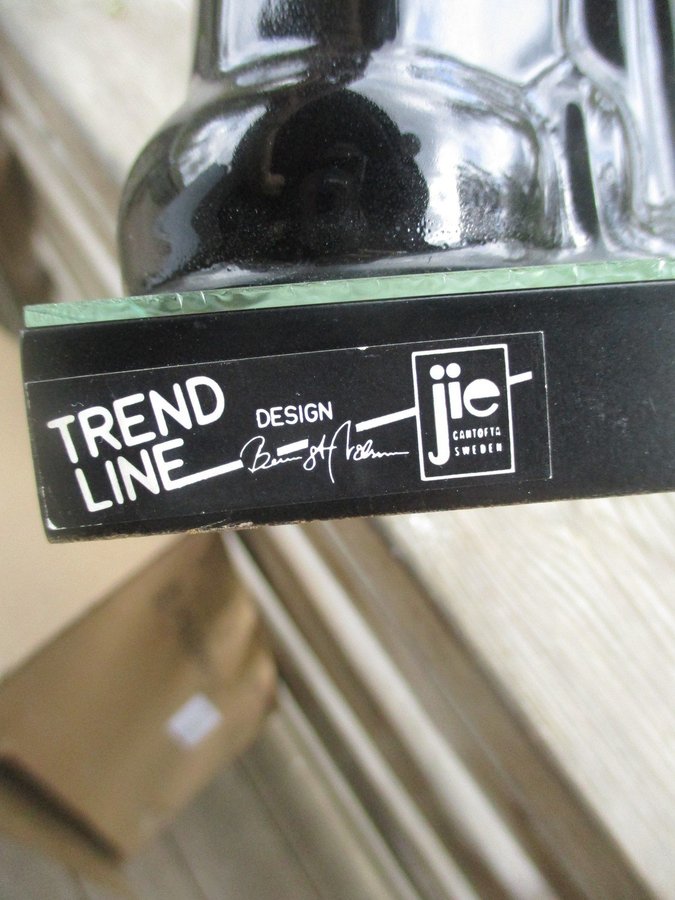 TREND
LINE
DESIGN
jie
GANTOFTA
SWEDEN